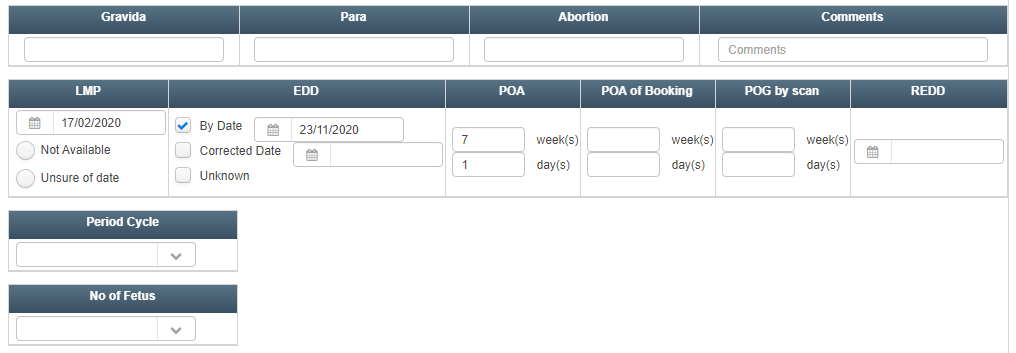 Gravida Para Abortion Comments
Comments
LMP EDD POA POA of Booking POG by scan REDD
17/02/2020 By Date 23/11/2020
Not Available Corrected Date
Unsure of date Unknown
7 week(s) week(s) week(s)
1 day(s) day(s) day(s)
Period Cycle
No of Fetus